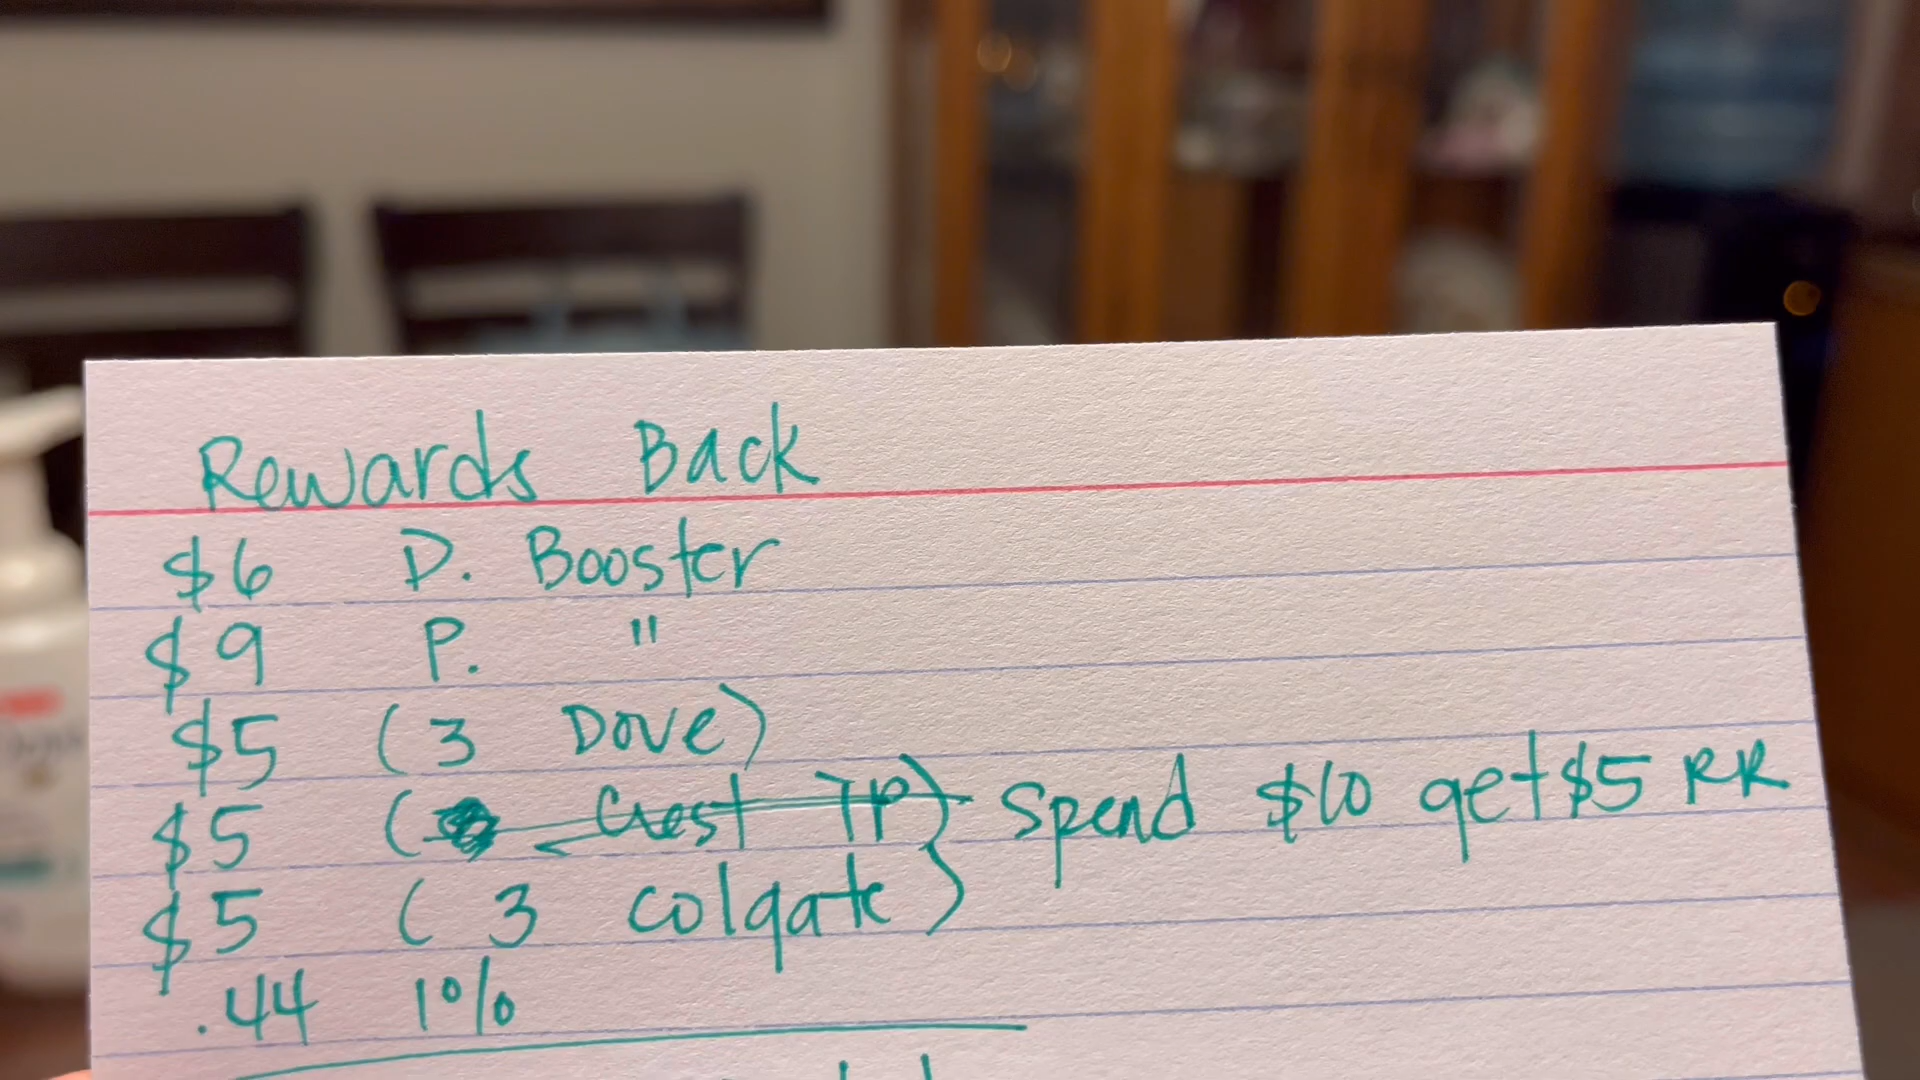 Rewards Back
$6 D. Booster
$9 P. "
$5 (3 Dove)
$5 ( Crest TP) Spend $10 get $5 RR
$5 ( 3 Colgate)
.44 1%